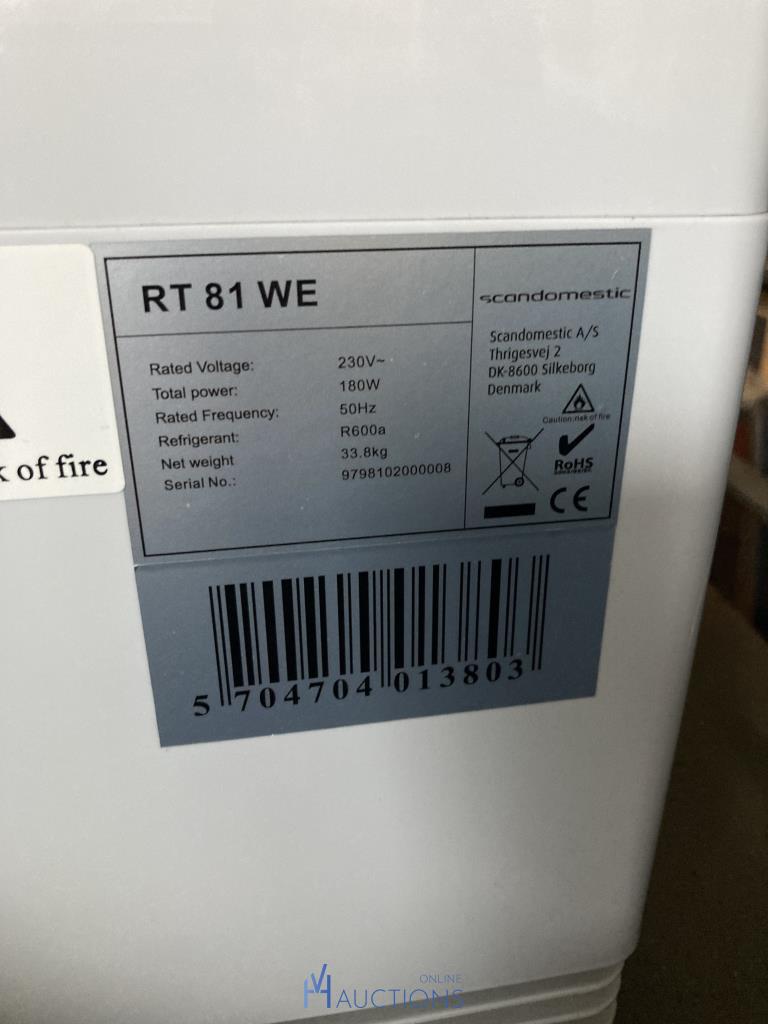 RT 81 WE
Rated Voltage: 230V~
Total power: 180W
Rated Frequency: 50Hz
Refrigerant: R600a
Net weight 33.8kg
Serial No.: 9798102000008
scandomestic
Scandomestic A/S
Thrigesvej 2
DK-8600 Silkeborg
Denmark
Caution:risk of fire
RoHS
CE
k of fire
5 704704 013803
V4 ONLINE
AUCTIONS